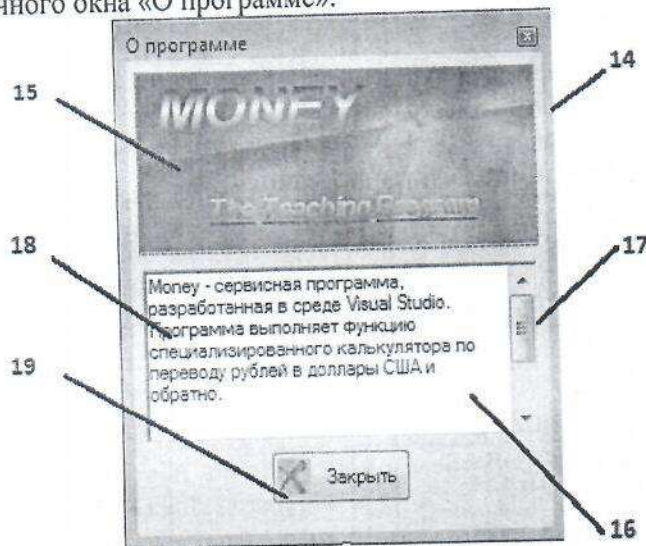 чного окна «О программе».
О программе
14
15
MONEY
The Teaching Program
18
17
Money - сервисная программа,
разработанная в среде Visual Studio.
Программа выполняет функцию
специализированного калькулятора по
переводу рублей в доллары США и
обратно.
19
Закрыть
16